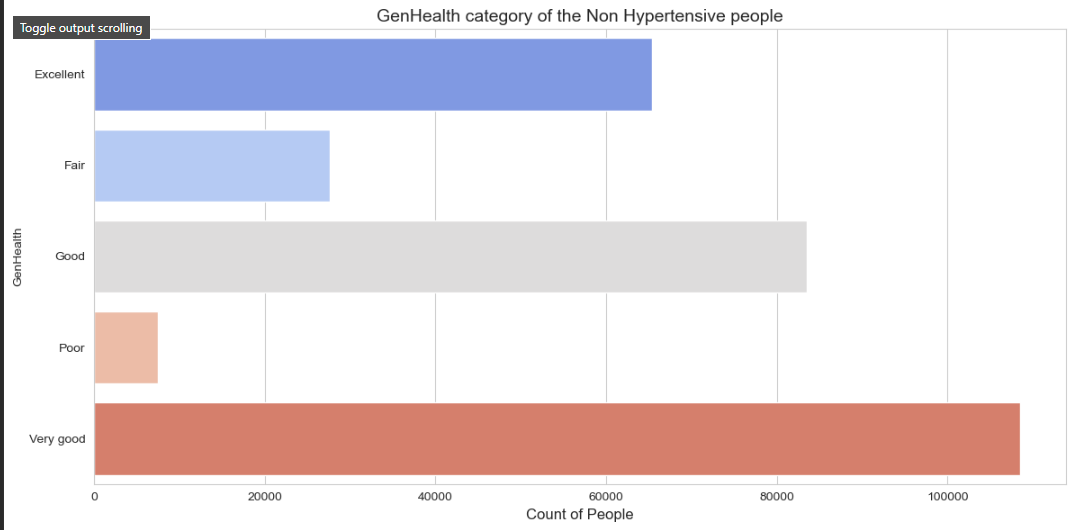 GenHealth category of the Non Hypertensive people
Toggle output scrolling
Excellent
Fair
Good
Poor
Very good
GenHealth
0 20000 40000 60000 80000 100000
Count of People